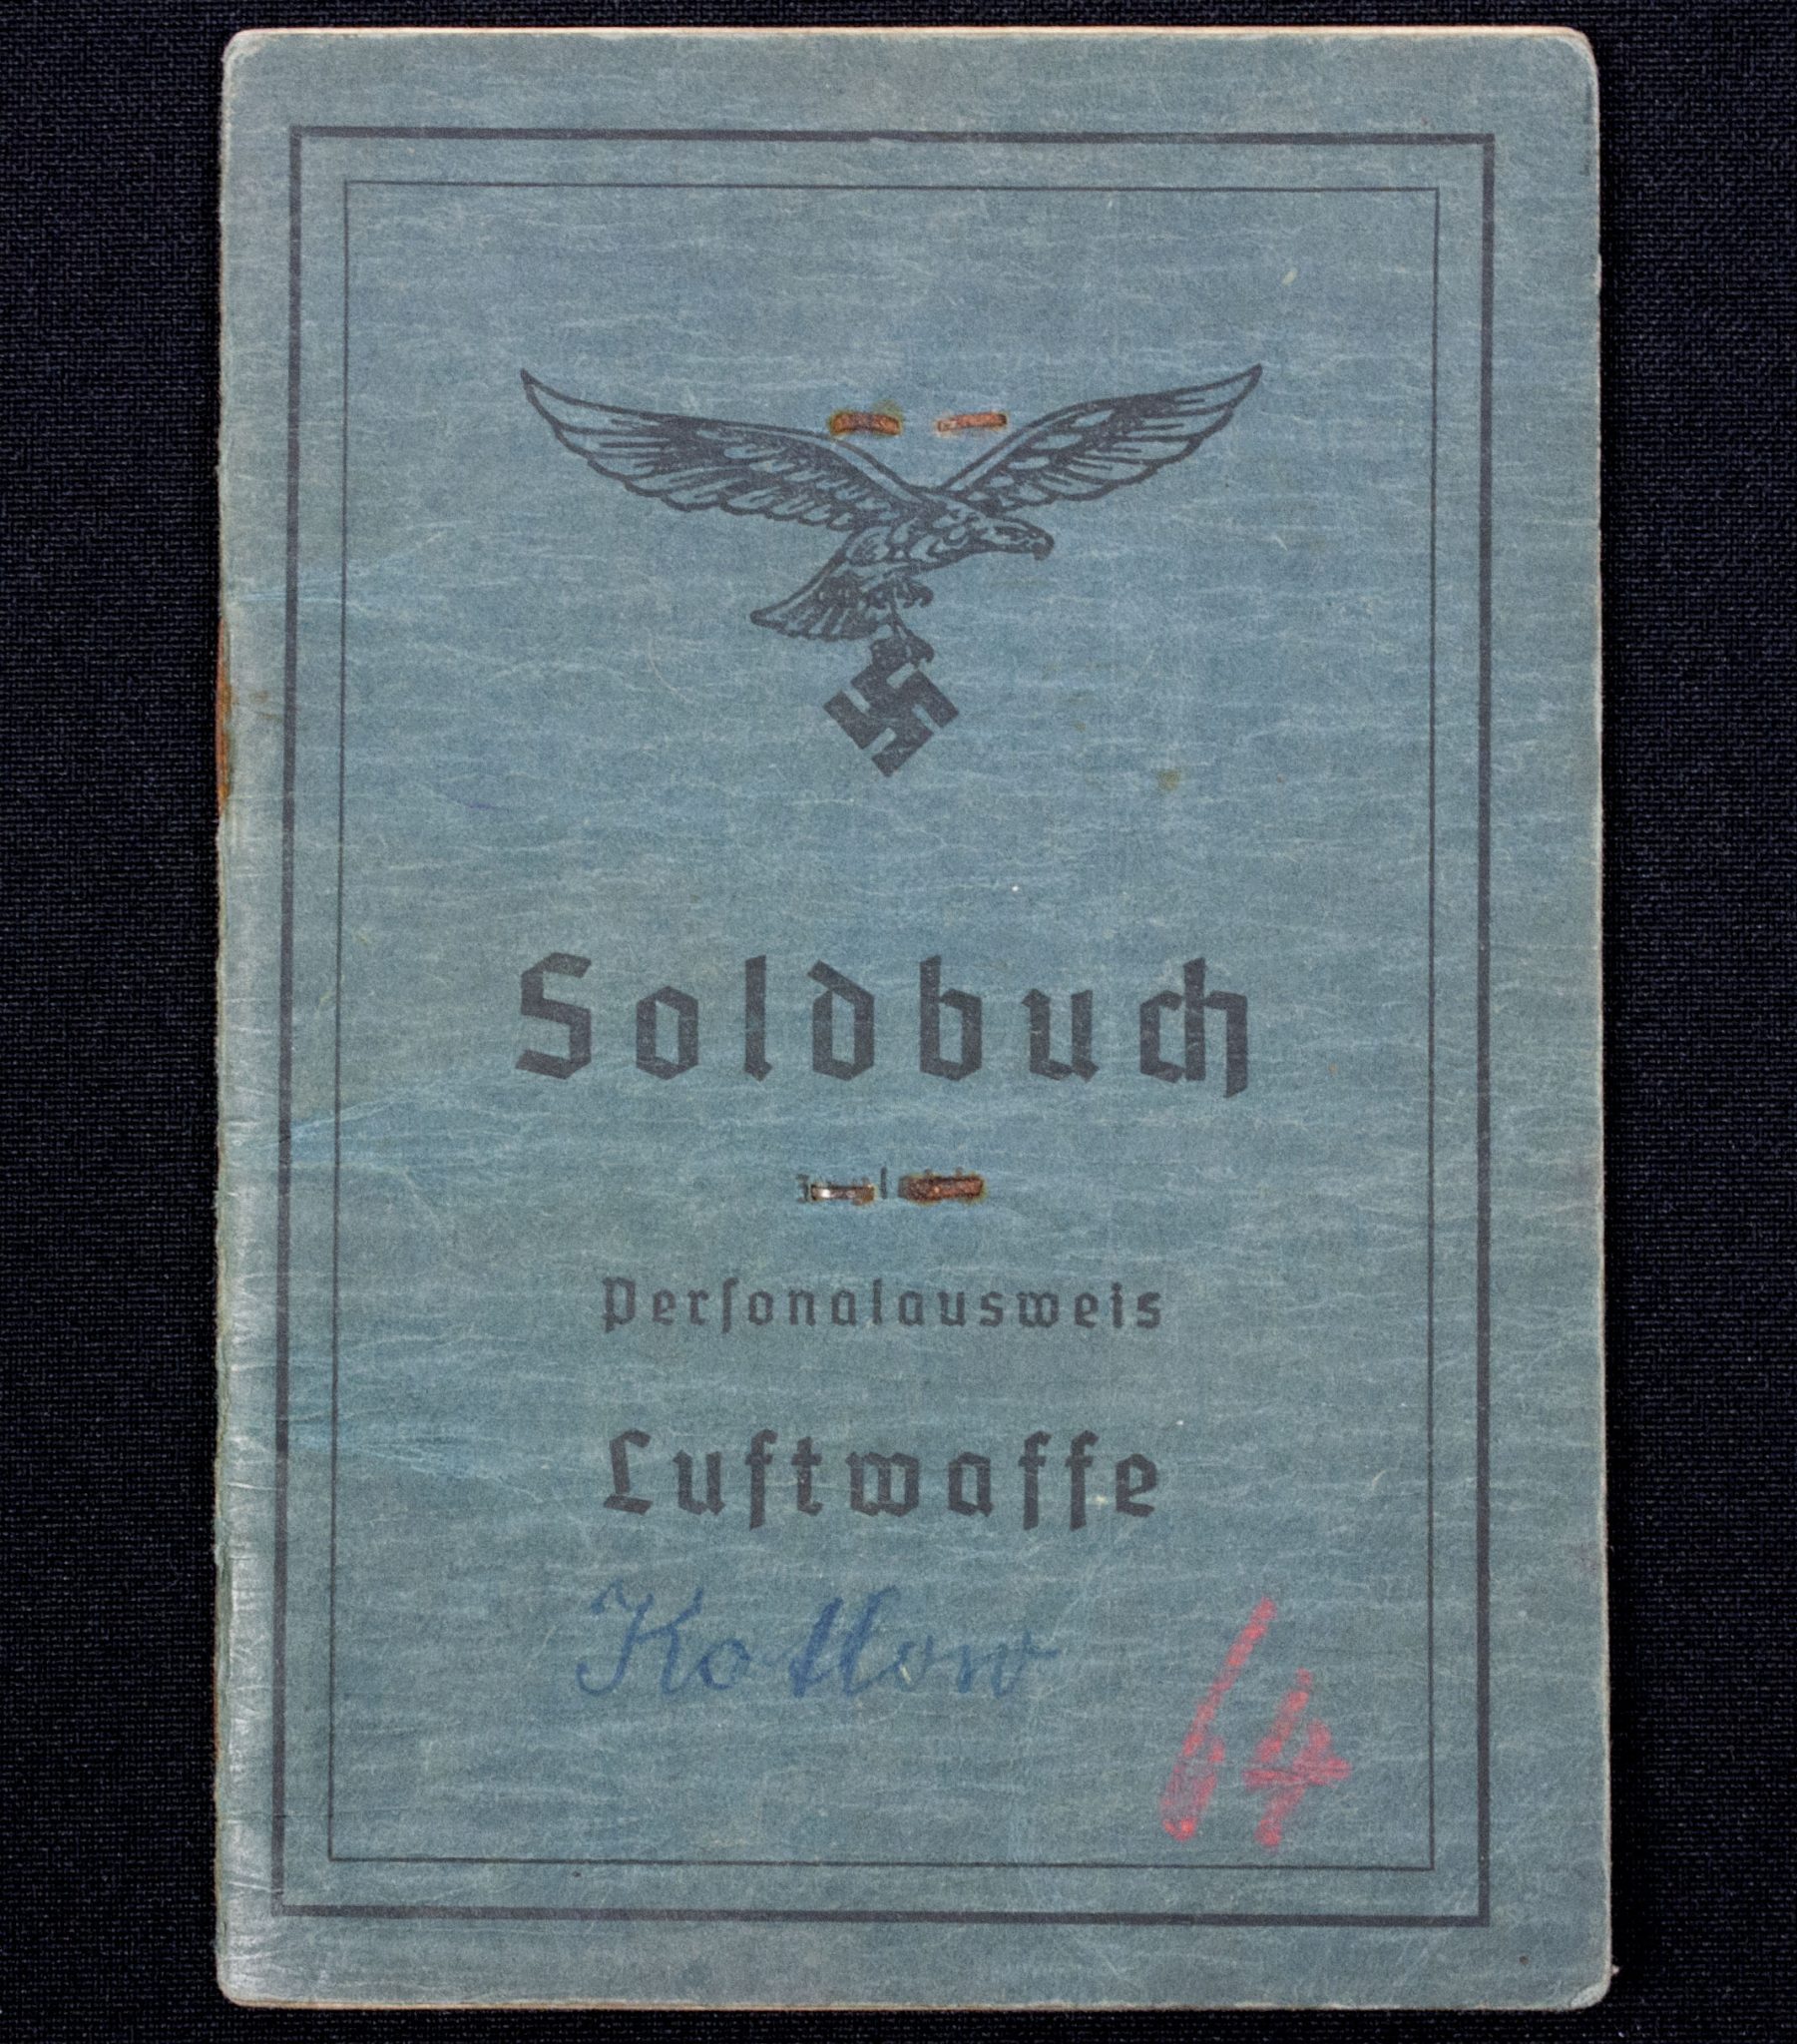 Soldbuch
Personalausweis
Luftwaffe
Kotlow
64